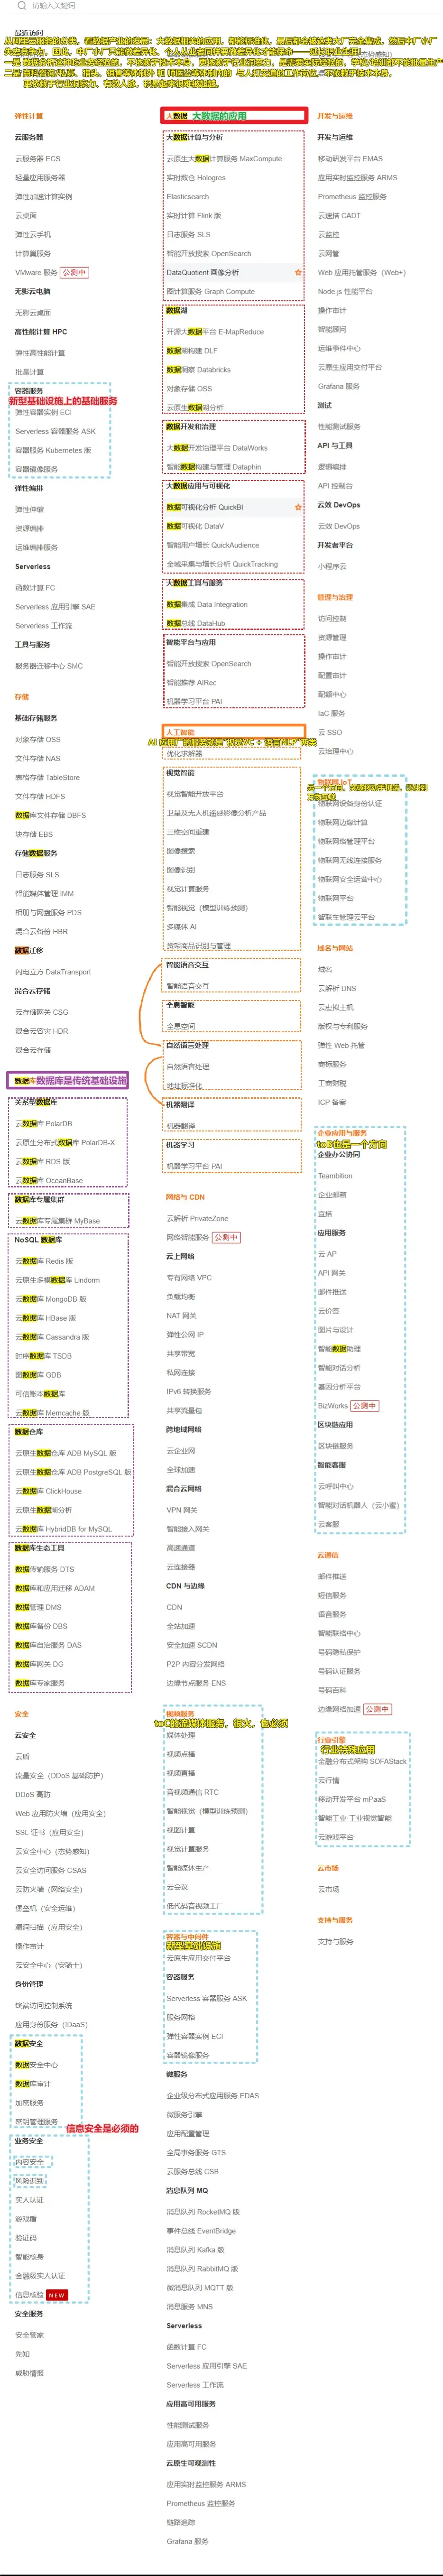 请输入关键词
最近访问
弹性计算
云服务器
云服务器 ECS
轻量应用服务器
弹性加速计算实例
云桌面
弹性云手机
计算巢服务
VMware 服务 公测中
无影云电脑
无影云桌面
高性能计算 HPC
弹性高性能计算
批量计算
容器服务
新型基础设施上的基础服务
弹性容器实例 ECI
Serverless 容器服务 ASK
容器服务 Kubernetes 版
容器镜像服务
弹性编排
弹性伸缩
资源编排
运维编排服务
Serverless
函数计算 FC
Serverless 应用引擎 SAE
Serverless 工作流
工具与服务
服务器迁移中心 SMC
存储
基础存储服务
对象存储 OSS
文件存储 NAS
表格存储 TableStore
文件存储 HDFS
数据库文件存储 DBFS
块存储 EBS
存储数据服务
日志服务 SLS
智能媒体管理 IMM
相册与网盘服务 PDS
混合云备份 HBR
数据迁移
闪电立方 DataTransport
混合云存储
云存储网关 CSG
混合云容灾 HDR
混合云存储
数据库 数据库是传统基础设施
关系型数据库
云数据库 PolarDB
云原生分布式数据库 PolarDB-X
云数据库 RDS 版
云数据库 OceanBase
数据库专属集群
云数据库专属集群 MyBase
NoSQL 数据库
云数据库 Redis 版
云原生多模数据库 Lindorm
云数据库 MongoDB 版
云数据库 HBase 版
云数据库 Cassandra 版
时序数据库 TSDB
图数据库 GDB
可信账本数据库
云数据库 Memcache 版
数据仓库
云原生数据仓库 ADB MySQL 版
云原生数据仓库 ADB PostgreSQL 版
云数据库 ClickHouse
云原生数据湖分析
云数据库 HybridDB for MySQL
数据库生态工具
数据传输服务 DTS
数据库和应用迁移 ADAM
数据管理 DMS
数据库备份 DBS
数据库自治服务 DAS
数据库网关 DG
数据库专家服务
安全
云安全
云盾
流量安全（DDoS 基础防护）
DDoS 高防
Web 应用防火墙（应用安全）
SSL 证书（应用安全）
云安全中心（态势感知）
云安全访问服务 CSAS
云防火墙（网络安全）
堡垒机（安全运维）
漏洞扫描（应用安全）
操作审计
云安全中心（安骑士）
身份管理
终端访问控制系统
应用身份服务（IDaaS）
数据安全
数据安全中心
数据库审计
加密服务
密钥管理服务
信息安全是必须的
业务安全
内容安全
风险识别
实人认证
游戏盾
验证码
智能核身
金融级实人认证
信息核验 NEW
安全服务
安全管家
先知
威胁情报
大数据 大数据的应用
大数据计算与分析
云原生大数据计算服务 MaxCompute
实时数仓 Hologres
Elasticsearch
实时计算 Flink 版
日志服务 SLS
智能开放搜索 OpenSearch
DataQuotient 画像分析
图计算服务 Graph Compute
数据湖
开源大数据平台 E-MapReduce
数据湖构建 DLF
数据洞察 Databricks
对象存储 OSS
云原生数据湖分析
数据开发和治理
大数据开发治理平台 DataWorks
智能数据构建与管理 Dataphin
大数据应用与可视化
数据可视化分析 QuickBI
数据可视化 DataV
智能用户增长 QuickAudience
全域采集与增长分析 QuickTracking
大数据工具与服务
数据集成 Data Integration
数据总线 DataHub
智能平台与应用
智能开放搜索 OpenSearch
智能推荐 AIRec
机器学习平台 PAI
人工智能
优化求解器
视觉智能
视觉智能开放平台
卫星及无人机遥感影像分析产品
三维空间重建
图像搜索
图像识别
视觉计算服务
智能视觉（模型训练预测）
多媒体 AI
货架商品识别与管理
智能语音交互
智能语音交互
全息智能
全息空间
自然语言处理
自然语言处理
地址标准化
机器翻译
机器翻译
机器学习
机器学习平台 PAI
网络与 CDN
云解析 PrivateZone
网络智能服务 公测中
云上网络
专有网络 VPC
负载均衡
NAT 网关
弹性公网 IP
共享带宽
私网连接
IPv6 转换服务
共享流量包
跨地域网络
云企业网
全球加速
混合云网络
VPN 网关
智能接入网关
高速通道
云连接器
CDN 与边缘
CDN
全站加速
安全加速 SCDN
P2P 内容分发网络
边缘节点服务 ENS
视频服务
toC的流媒体服务，很火，也必须
媒体处理
视频点播
视频直播
音视频通信 RTC
智能视觉（模型训练预测）
视图计算
视觉计算服务
智能媒体生产
云会议
低代码音视频工厂
容器与中间件
新型基础设施
云原生应用交付平台
容器服务
Serverless 容器服务 ASK
服务网格
弹性容器实例 ECI
容器镜像服务
微服务
企业级分布式应用服务 EDAS
微服务引擎
应用配置管理
全局事务服务 GTS
云服务总线 CSB
消息队列 MQ
消息队列 RocketMQ 版
事件总线 EventBridge
消息队列 Kafka 版
消息队列 RabbitMQ 版
微消息队列 MQTT 版
消息服务 MNS
Serverless
函数计算 FC
Serverless 应用引擎 SAE
Serverless 工作流
应用高可用服务
性能测试服务
应用高可用服务
云原生可观测性
应用实时监控服务 ARMS
Prometheus 监控服务
链路追踪
Grafana 服务
开发与运维
开发与运维
移动研发平台 EMAS
应用实时监控服务 ARMS
Prometheus 监控服务
云速搭 CADT
云监控
云网管
Web 应用托管服务（Web+）
Node.js 性能平台
操作审计
智能顾问
运维事件中心
云原生应用交付平台
Grafana 服务
测试
性能测试服务
API 与工具
逻辑编排
API 控制台
云效 DevOps
云效 DevOps
开发者平台
小程序云
管理与治理
访问控制
资源管理
操作审计
配置审计
配额中心
IaC 服务
云 SSO
云治理中心
物联网 IoT
物联网设备身份认证
物联网边缘计算
物联网络管理平台
物联网无线连接服务
物联网安全运营中心
物联网平台
智联车管理云平台
域名与网站
域名
云解析 DNS
云虚拟主机
版权与专利服务
弹性 Web 托管
商标服务
工商财税
ICP 备案
企业应用与服务
toB也是一个方向
企业办公协同
Teambition
企业邮箱
直播
应用服务
云 AP
API 网关
邮件推送
云价签
图片与设计
智能数据助理
智能对话分析
基因分析平台
BizWorks 公测中
区块链应用
区块链服务
智能客服
云呼叫中心
智能对话机器人（云小蜜）
云客服
云通信
邮件推送
短信服务
语音服务
智能联络中心
号码隐私保护
号码认证服务
号码百科
边缘网络加速 公测中
行业引擎
行业特殊应用
金融分布式架构 SOFAStack
云行情
移动开发平台 mPaaS
智能工业·工业视觉智能
云游戏平台
云市场
云市场
支持与服务
支持与服务